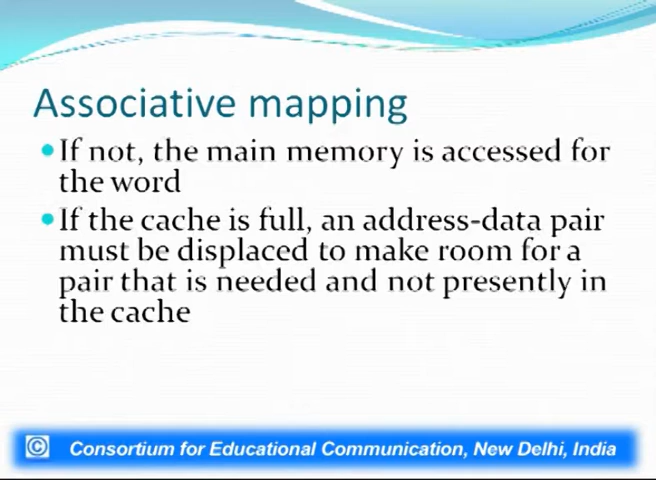 Associative mapping
If not, the main memory is accessed for
the word
If the cache is full, an address-data pair
must be displaced to make room for a
pair that is needed and not presently in
the cache
© Consortium for Educational Communication, New Delhi, India